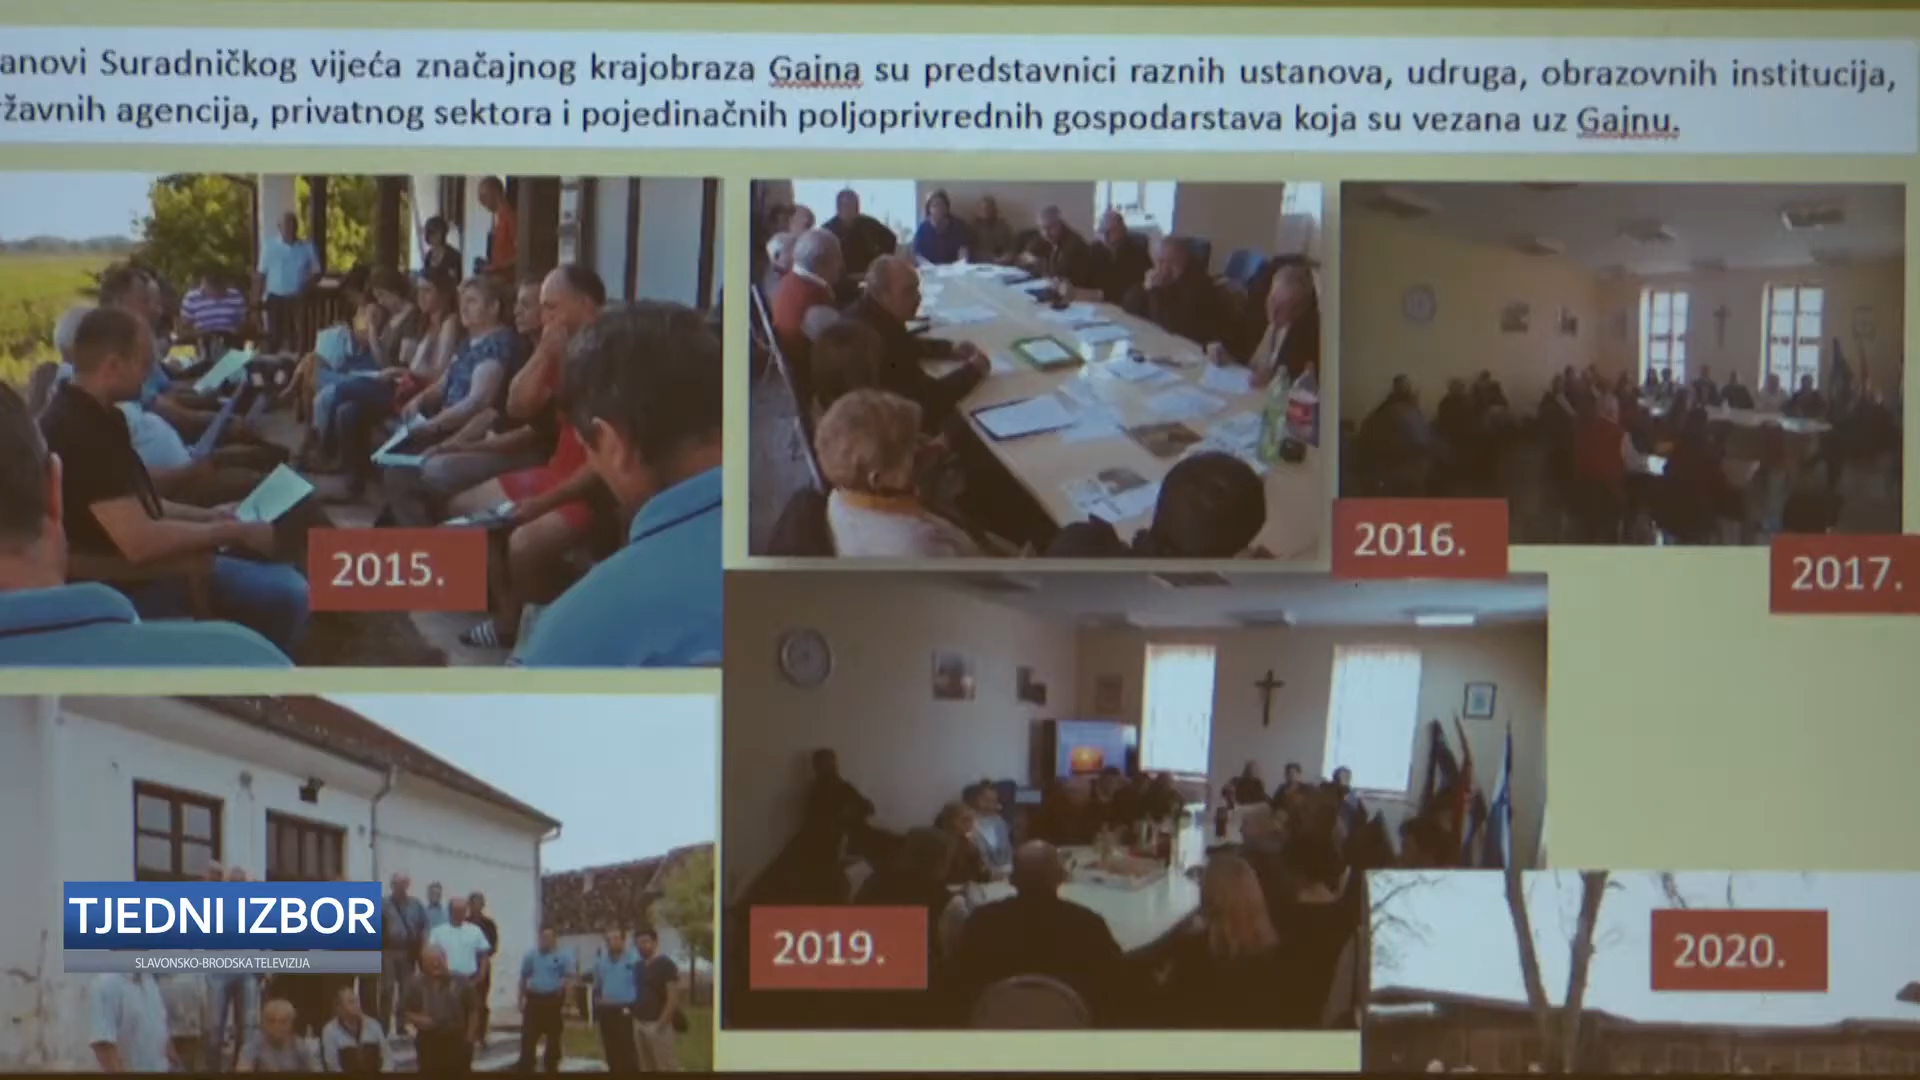 anovi Suradničkog vijeća značajnog krajobraza Gajna su predstavnici raznih ustanova, udruga, obrazovnih institucija,
žavnih agencija, privatnog sektora i pojedinačnih poljoprivrednih gospodarstava koja su vezana uz Gajnu.
2015.
2016.
2017.
2019.
2020.
TJEDNI IZBOR
SLAVONSKO-BRODSKA TELEVIZIJA